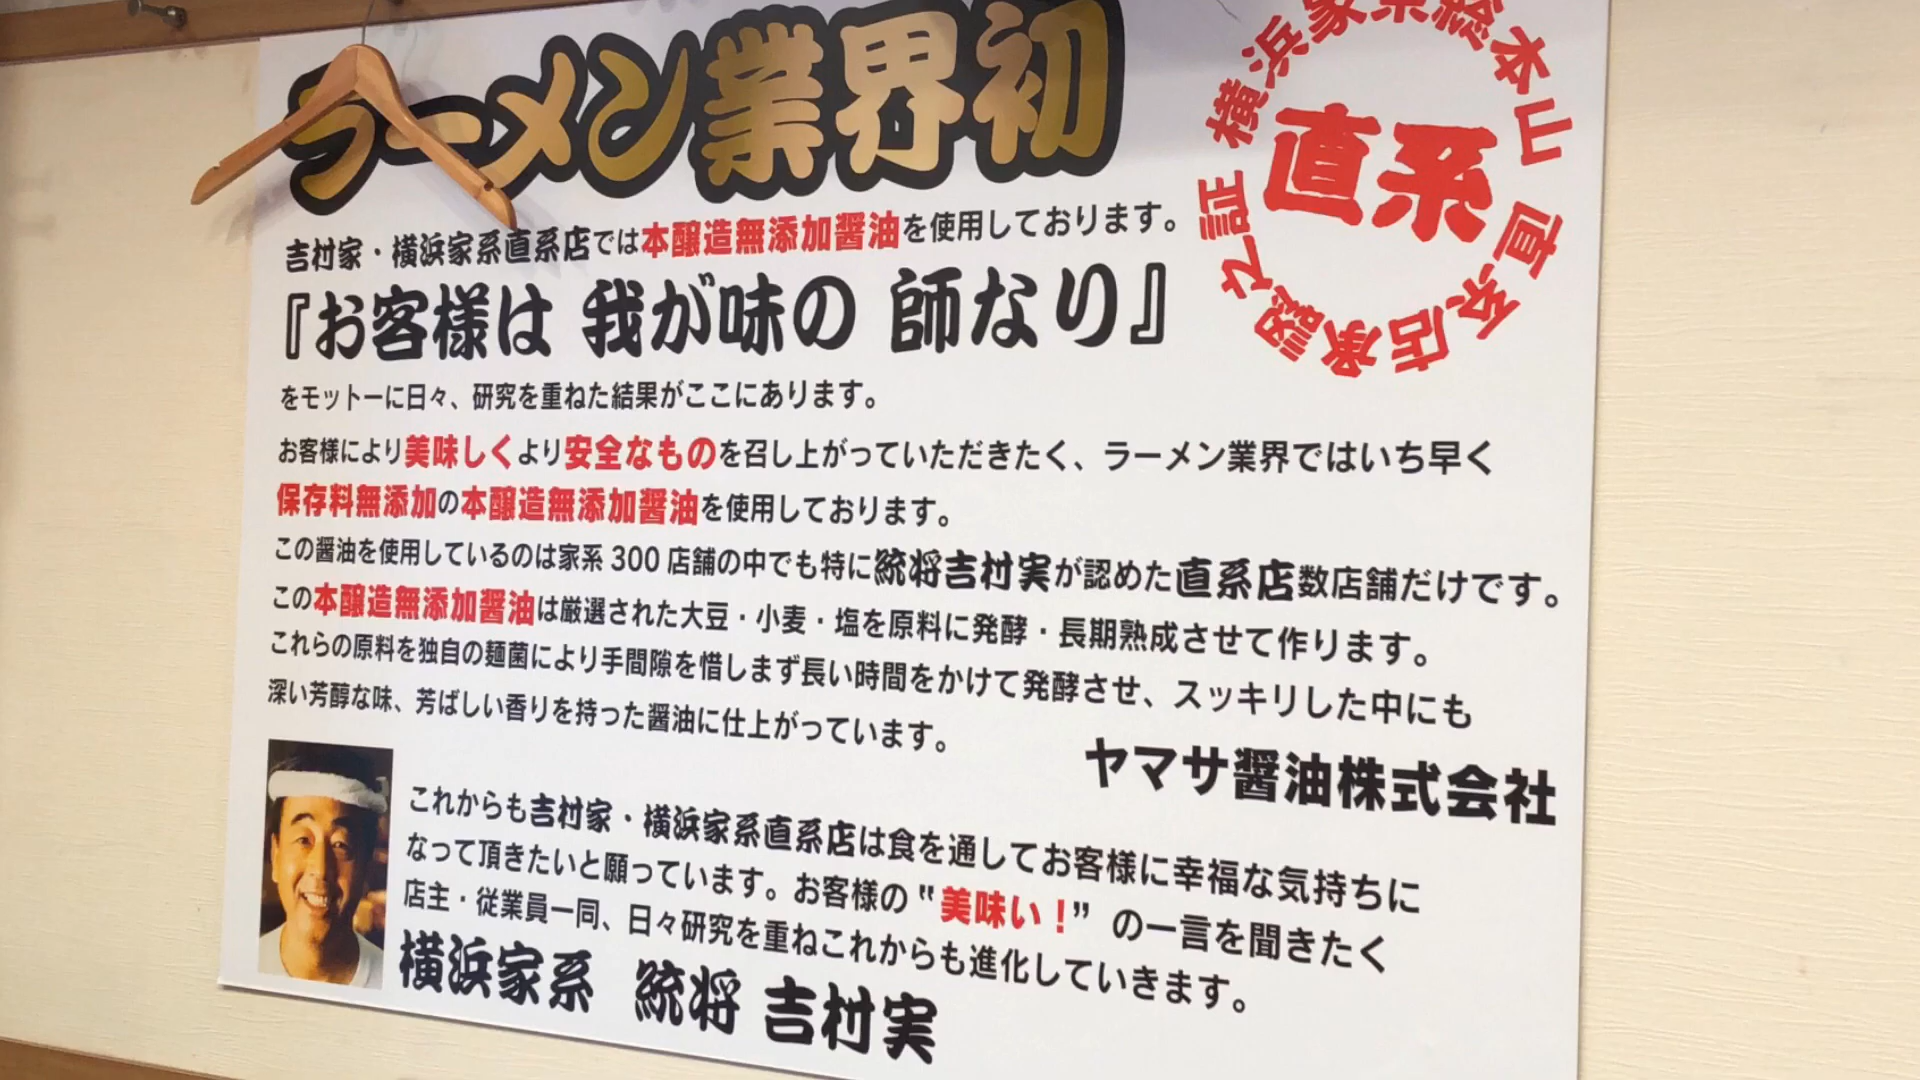 ラーメン業界初
横浜家系総本山 直系店承認之証
直系
吉村家・横浜家系直系店では本醸造無添加醤油を使用しております。
『お客様は 我が味の 師なり』
をモットーに日々、研究を重ねた結果がここにあります。
お客様により美味しくより安全なものを召し上がっていただきたく、ラーメン業界ではいち早く
保存料無添加の本醸造無添加醤油を使用しております。
この醤油を使用しているのは家系300店舗の中でも特に統将吉村実が認めた直系店数店舗だけです。
この本醸造無添加醤油は厳選された大豆・小麦・塩を原料に発酵・長期熟成させて作ります。
これらの原料を独自の麺菌により手間隙を惜しまず長い時間をかけて発酵させ、スッキリした中にも
深い芳醇な味、芳ばしい香りを持った醤油に仕上がっています。
ヤマサ醤油株式会社
これからも吉村家・横浜家系直系店は食を通してお客様に幸福な気持ちに
なって頂きたいと願っています。お客様の“美味い！”の一言を聞きたく
店主・従業員一同、日々研究を重ねこれからも進化していきます。
横浜家系 統将 吉村実